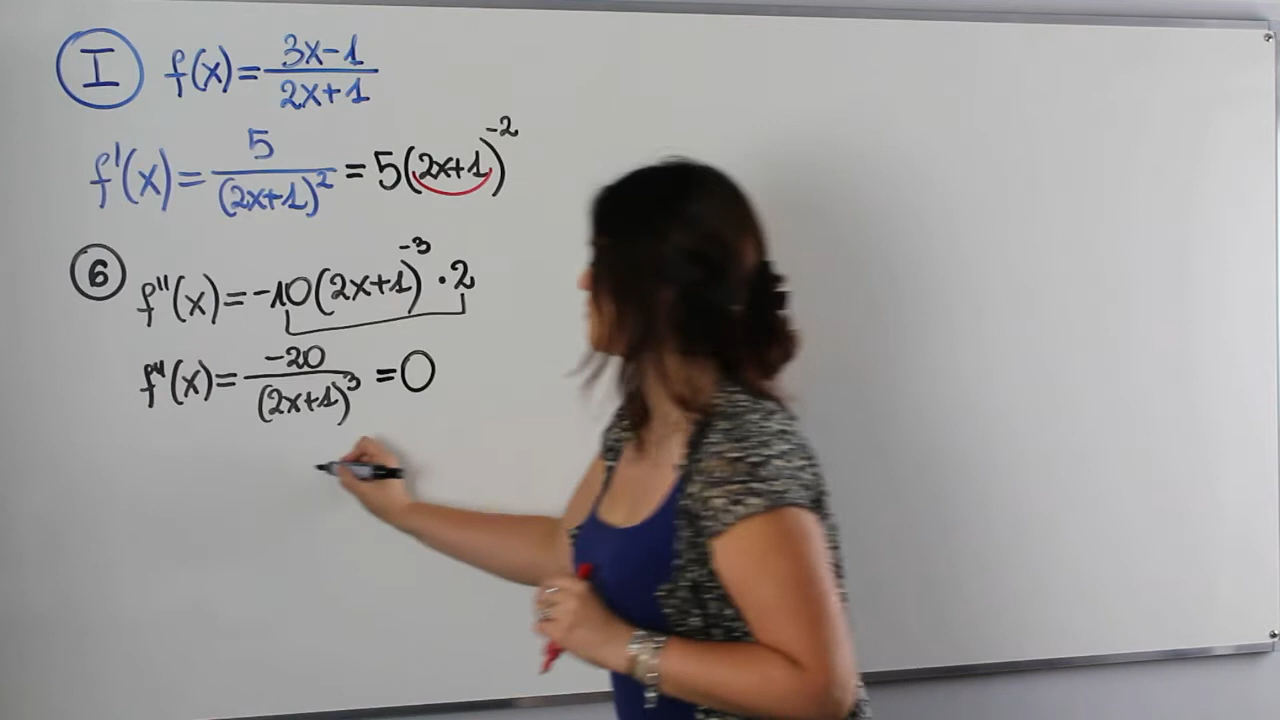 I f(x)=(3x-1)/(2x+1)
f'(x)=5/(2x+1)²=5(2x+1)⁻²
6 f''(x)=-10(2x+1)⁻³·2
f''(x)=-20/(2x+1)³=0